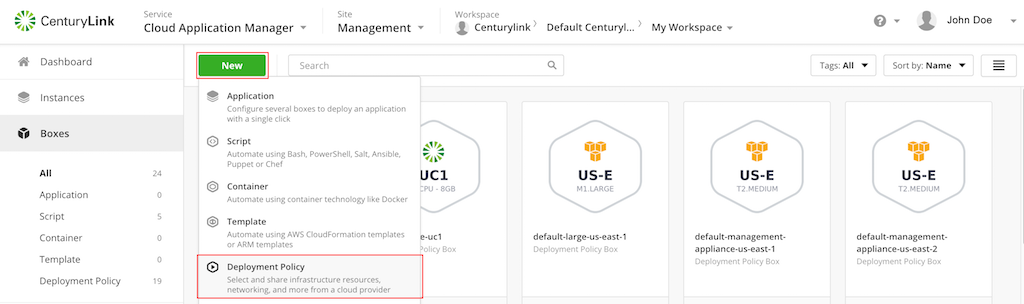 CenturyLink
Service
Cloud Application Manager
Site
Management
Workspace
Centurylink
Default Centuryl...
My Workspace
?
John Doe
Dashboard
Instances
Boxes
All 24
Application 0
Script 5
Container 0
Template 0
Deployment Policy 19
New
Search
Tags: All
Sort by: Name
Application
Configure several boxes to deploy an application
with a single click
Script
Automate using Bash, PowerShell, Salt, Ansible,
Puppet or Chef
Container
Automate using container technology like Docker
Template
Automate using AWS CloudFormation templates
or ARM templates
Deployment Policy
Select and share infrastructure resources,
networking, and more from a cloud provider
UC1
CPU - 8GB
e-uc1
Policy Box
US-E
M1.LARGE
default-large-us-east-1
Deployment Policy Box
US-E
T2.MEDIUM
default-management-
appliance-us-east-1
Deployment Policy Box
US-E
T2.MEDIUM
default-management-
appliance-us-east-2
Deployment Policy Box